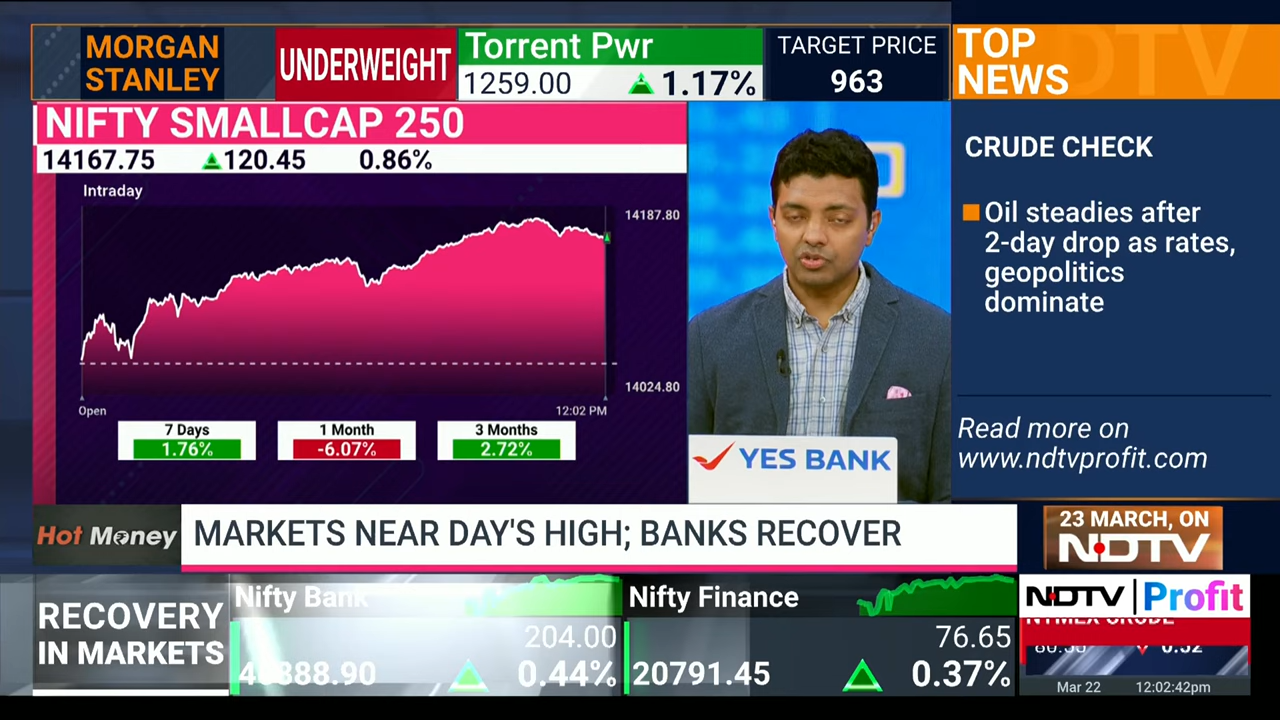 MORGAN
STANLEY
UNDERWEIGHT
Torrent Pwr
1259.00 1.17%
TARGET PRICE
963
TOP
NEWS
NIFTY SMALLCAP 250
14167.75 120.45 0.86%
Intraday
14187.80
14024.80
Open 12:02 PM
7 Days
1.76%
1 Month
-6.07%
3 Months
2.72%
YES BANK
CRUDE CHECK
Oil steadies after
2-day drop as rates,
geopolitics
dominate
Read more on
www.ndtvprofit.com
Hot Money
MARKETS NEAR DAY'S HIGH; BANKS RECOVER
23 MARCH, ON
NDTV
RECOVERY
IN MARKETS
Nifty Bank
204.00
888.90 0.44%
Nifty Finance
76.65
20791.45 0.37%
NDTV Profit
NYMEX CRUDE
Mar 22 12:02:42pm